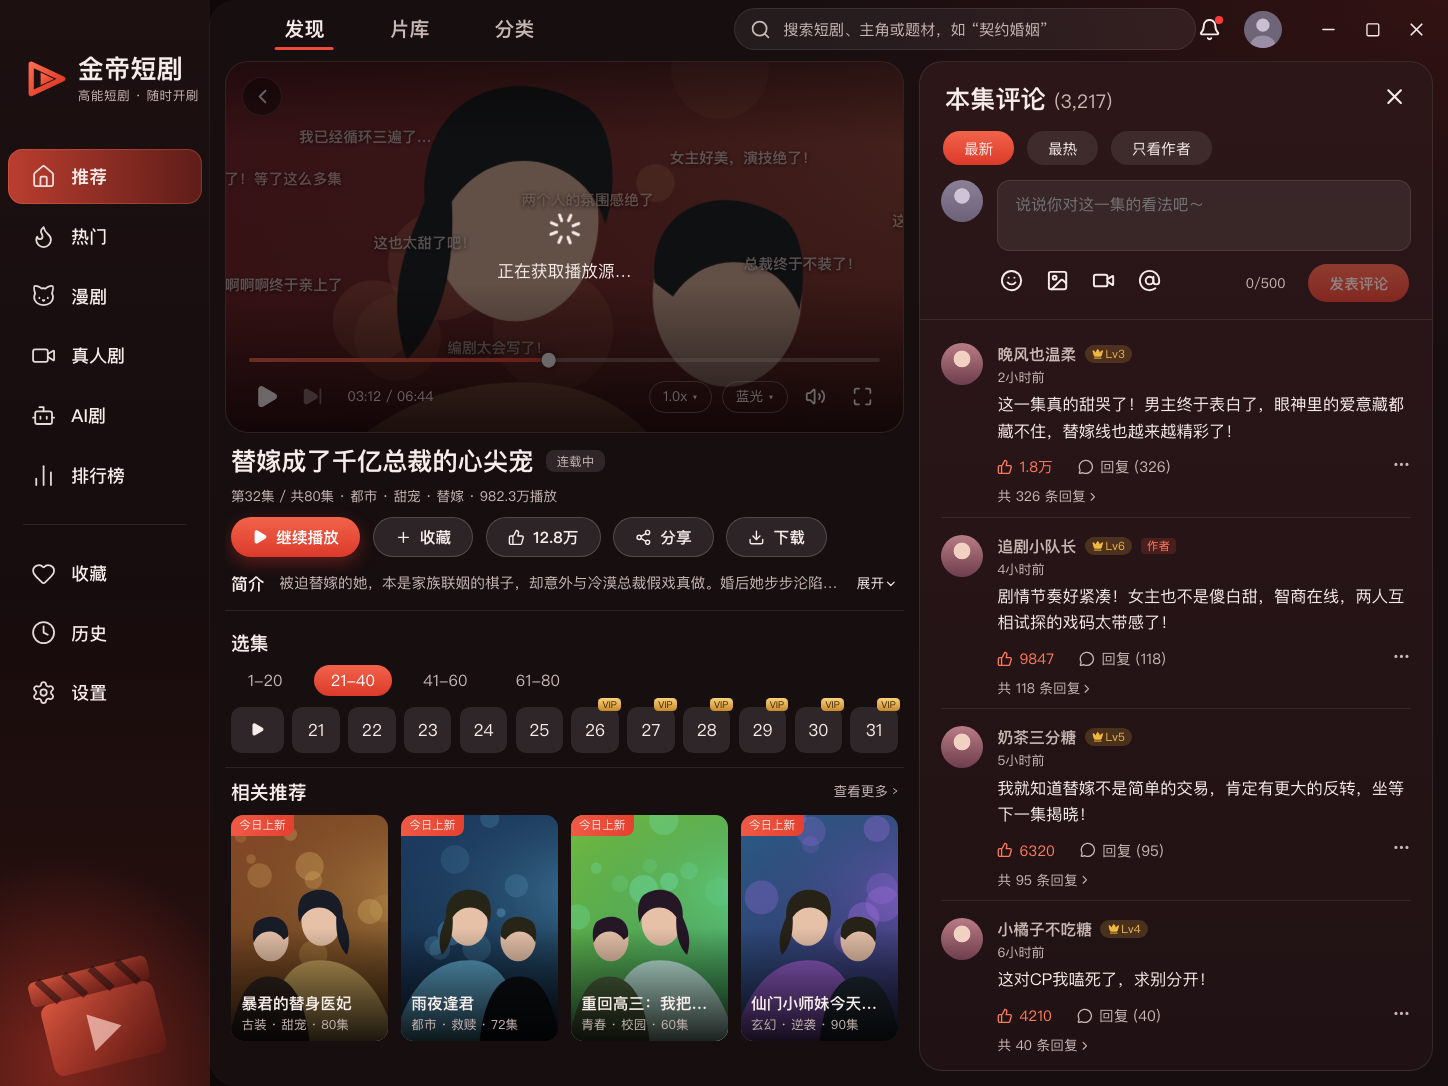 金帝短剧
高能短剧 · 随时开刷
推荐
热门
漫剧
真人剧
AI剧
排行榜
收藏
历史
设置
发现
片库
分类
搜索短剧、主角或题材，如 “契约婚姻”
我已经循环三遍了…
女主好美，演技绝了！
了！等了这么多集
两个人的氛围感绝了
这
这也太甜了吧！
总裁终于不装了！
正在获取播放源…
啊啊啊终于亲上了
编剧太会写了！
03:12 / 06:44
1.0x
蓝光
替嫁成了千亿总裁的心尖宠
连载中
第32集 / 共80集 · 都市 · 甜宠 · 替嫁 · 982.3万播放
继续播放
收藏
12.8万
分享
下载
简介
被迫替嫁的她，本是家族联姻的棋子，却意外与冷漠总裁假戏真做。婚后她步步沦陷…
展开
选集
1–20
21–40
41–60
61–80
21
22
23
24
25
VIP
26
VIP
27
VIP
28
VIP
29
VIP
30
VIP
31
相关推荐
查看更多
今日上新
暴君的替身医妃
古装 · 甜宠 · 80集
今日上新
雨夜逢君
都市 · 救赎 · 72集
今日上新
重回高三：我把…
青春 · 校园 · 60集
今日上新
仙门小师妹今天…
玄幻 · 逆袭 · 90集
本集评论 (3,217)
最新
最热
只看作者
说说你对这一集的看法吧～
0/500
发表评论
晚风也温柔 Lv3
2小时前
这一集真的甜哭了！男主终于表白了，眼神里的爱意藏都
藏不住，替嫁线也越来越精彩了！
1.8万 回复 (326)
共 326 条回复
追剧小队长 Lv6 作者
4小时前
剧情节奏好紧凑！女主也不是傻白甜，智商在线，两人互
相试探的戏码太带感了！
9847 回复 (118)
共 118 条回复
奶茶三分糖 Lv5
5小时前
我就知道替嫁不是简单的交易，肯定有更大的反转，坐等
下一集揭晓！
6320 回复 (95)
共 95 条回复
小橘子不吃糖 Lv4
6小时前
这对CP我嗑死了，求别分开！
4210 回复 (40)
共 40 条回复